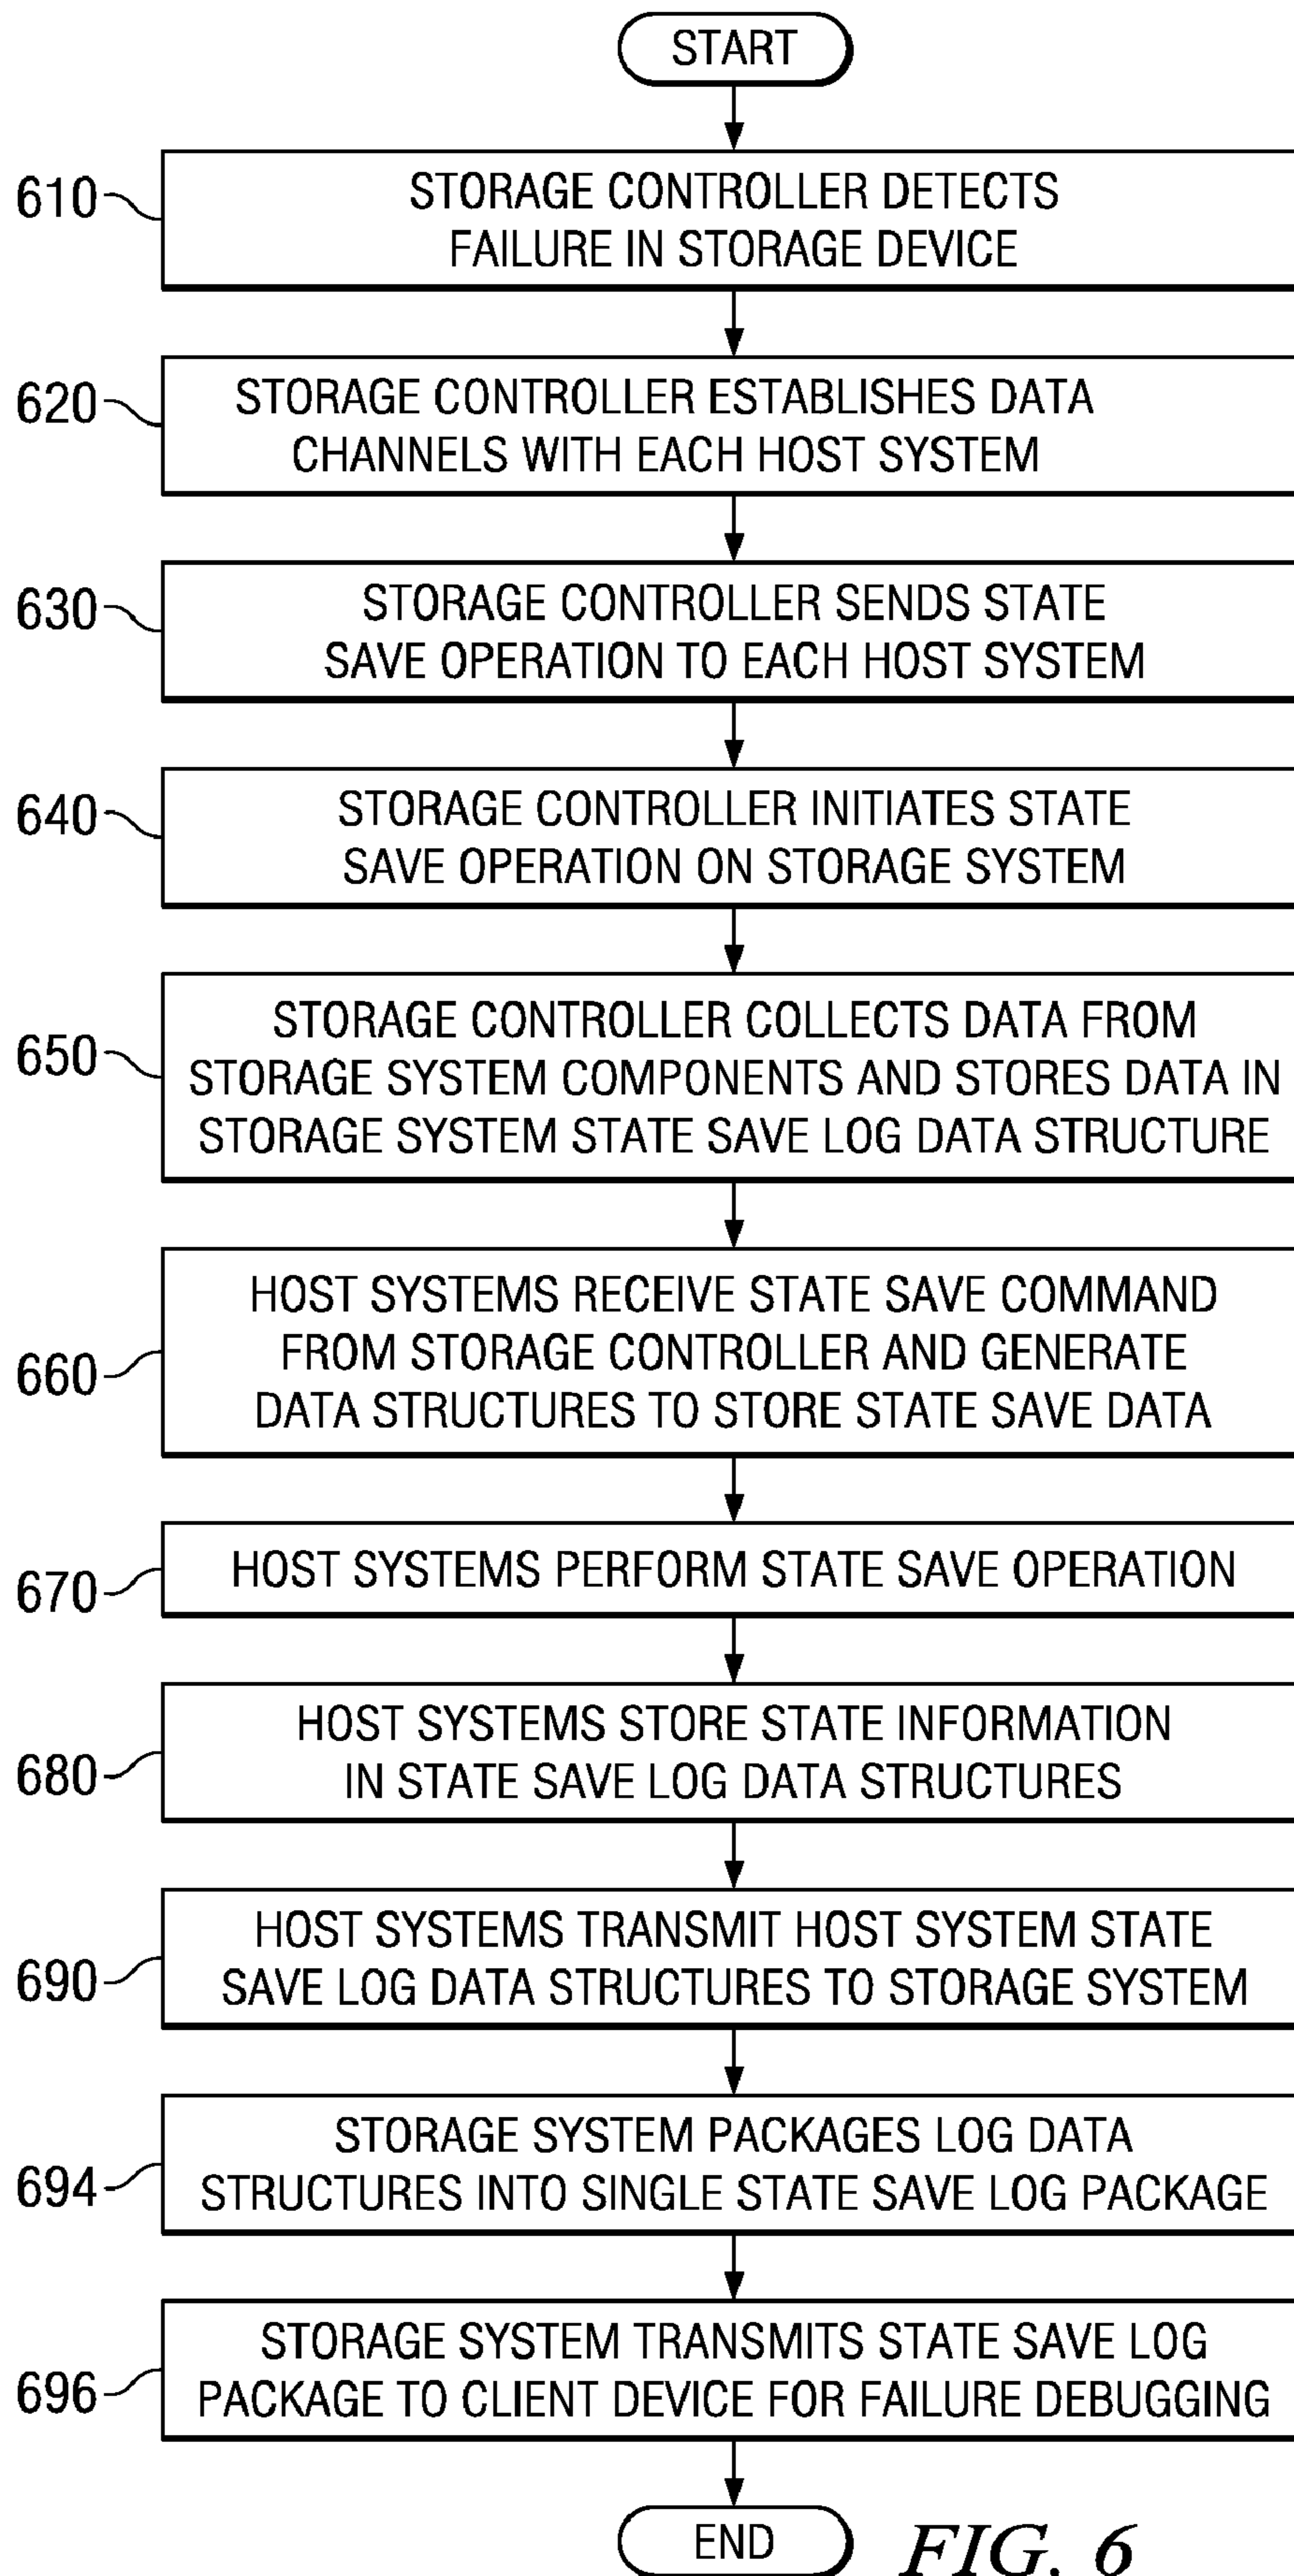 START
610
STORAGE CONTROLLER DETECTS
FAILURE IN STORAGE DEVICE
620
STORAGE CONTROLLER ESTABLISHES DATA
CHANNELS WITH EACH HOST SYSTEM
630
STORAGE CONTROLLER SENDS STATE
SAVE OPERATION TO EACH HOST SYSTEM
640
STORAGE CONTROLLER INITIATES STATE
SAVE OPERATION ON STORAGE SYSTEM
650
STORAGE CONTROLLER COLLECTS DATA FROM
STORAGE SYSTEM COMPONENTS AND STORES DATA IN
STORAGE SYSTEM STATE SAVE LOG DATA STRUCTURE
660
HOST SYSTEMS RECEIVE STATE SAVE COMMAND
FROM STORAGE CONTROLLER AND GENERATE
DATA STRUCTURES TO STORE STATE SAVE DATA
670
HOST SYSTEMS PERFORM STATE SAVE OPERATION
680
HOST SYSTEMS STORE STATE INFORMATION
IN STATE SAVE LOG DATA STRUCTURES
690
HOST SYSTEMS TRANSMIT HOST SYSTEM STATE
SAVE LOG DATA STRUCTURES TO STORAGE SYSTEM
694
STORAGE SYSTEM PACKAGES LOG DATA
STRUCTURES INTO SINGLE STATE SAVE LOG PACKAGE
696
STORAGE SYSTEM TRANSMITS STATE SAVE LOG
PACKAGE TO CLIENT DEVICE FOR FAILURE DEBUGGING
END
FIG. 6